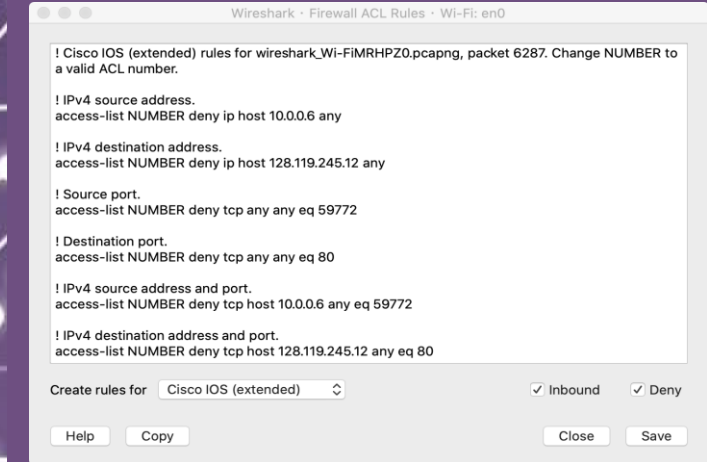 Wireshark · Firewall ACL Rules · Wi-Fi: en0
! Cisco IOS (extended) rules for wireshark_Wi-FiMRHPZ0.pcapng, packet 6287. Change NUMBER to
a valid ACL number.
! IPv4 source address.
access-list NUMBER deny ip host 10.0.0.6 any
! IPv4 destination address.
access-list NUMBER deny ip host 128.119.245.12 any
! Source port.
access-list NUMBER deny tcp any any eq 59772
! Destination port.
access-list NUMBER deny tcp any any eq 80
! IPv4 source address and port.
access-list NUMBER deny tcp host 10.0.0.6 any eq 59772
! IPv4 destination address and port.
access-list NUMBER deny tcp host 128.119.245.12 any eq 80
Create rules for Cisco IOS (extended) Inbound Deny
Help Copy Close Save